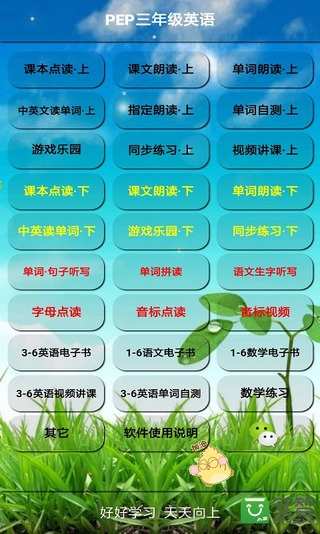 PEP三年级英语
课本点读·上 课文朗读·上 单词朗读·上
中英文读单词·上 指定朗读·上 单词自测·上
游戏乐园 同步练习·上 视频讲课·上
课本点读·下 课文朗读·下 单词朗读·下
中英读单词·下 游戏乐园·下 同步练习·下
单词·句子听写 单词拼读 语文生字听写
字母点读 音标点读 音标视频
3-6英语电子书 1-6语文电子书 1-6数学电子书
3-6英语视频讲课 3-6英语单词自测 数学练习
其它 软件使用说明
好好学习 天天向上